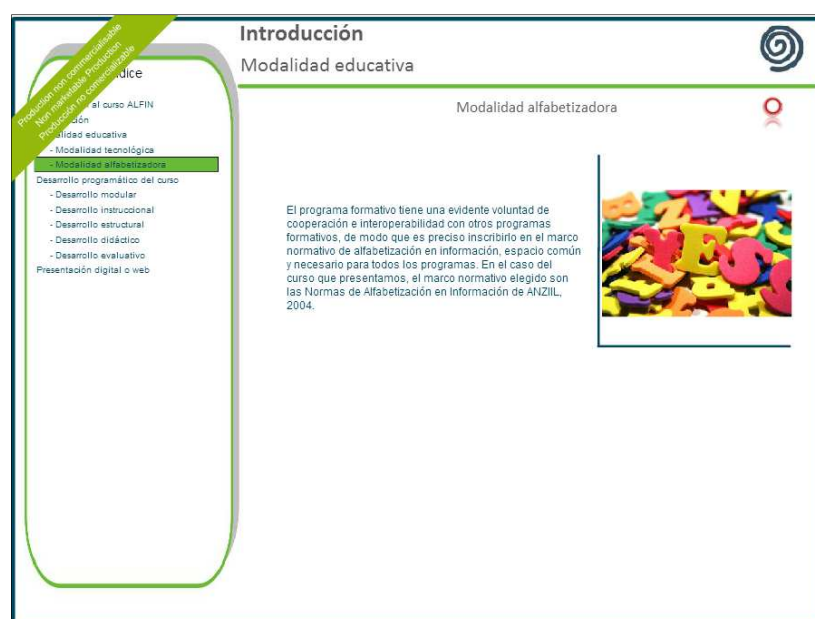 Introducción
Modalidad educativa
Production non commercialisable
Non marketable Production
Producción no comercializable
dice
al curso ALFIN
ción
alidad educativa
- Modalidad tecnológica
- Modalidad alfabetizadora
Desarrollo programático del curso
- Desarrollo modular
- Desarrollo instruccional
- Desarrollo estructural
- Desarrollo didáctico
- Desarrollo evaluativo
Presentación digital o web
Modalidad alfabetizadora
El programa formativo tiene una evidente voluntad de
cooperación e interoperabilidad con otros programas
formativos, de modo que es preciso inscribirlo en el marco
normativo de alfabetización en información, espacio común
y necesario para todos los programas. En el caso del
curso que presentamos, el marco normativo elegido son
las Normas de Alfabetización en Información de ANZIIL,
2004.
YES